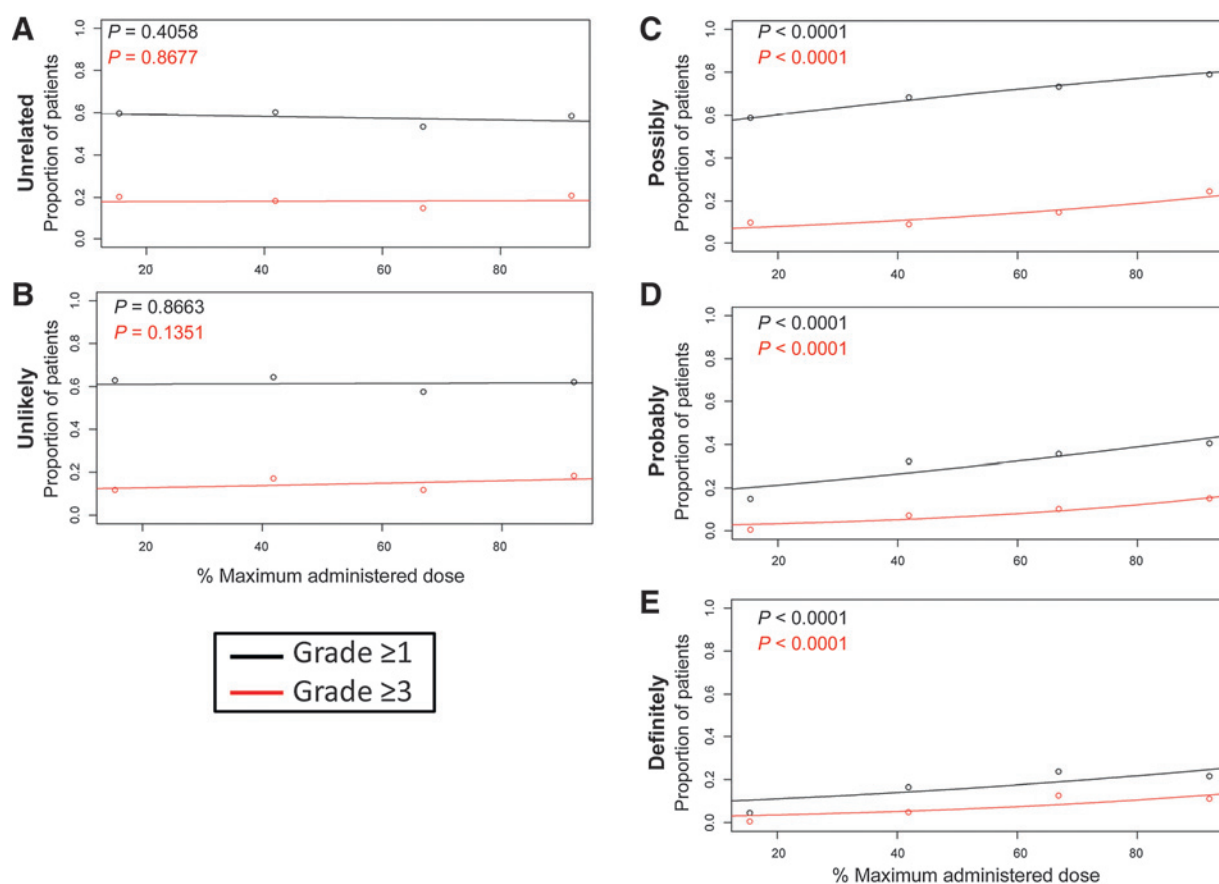 A
P = 0.4058
P = 0.8677
Unrelated
Proportion of patients
0.0 0.2 0.4 0.6 0.8 1.0
20 40 60 80
B
P = 0.8663
P = 0.1351
Unlikely
Proportion of patients
0.0 0.2 0.4 0.6 0.8 1.0
20 40 60 80
% Maximum administered dose
Grade ≥1
Grade ≥3
C
P < 0.0001
P < 0.0001
Possibly
Proportion of patients
0.0 0.2 0.4 0.6 0.8 1.0
20 40 60 80
D
P < 0.0001
P < 0.0001
Probably
Proportion of patients
0.0 0.2 0.4 0.6 0.8 1.0
20 40 60 80
E
P < 0.0001
P < 0.0001
Definitely
Proportion of patients
0.0 0.2 0.4 0.6 0.8 1.0
20 40 60 80
% Maximum administered dose